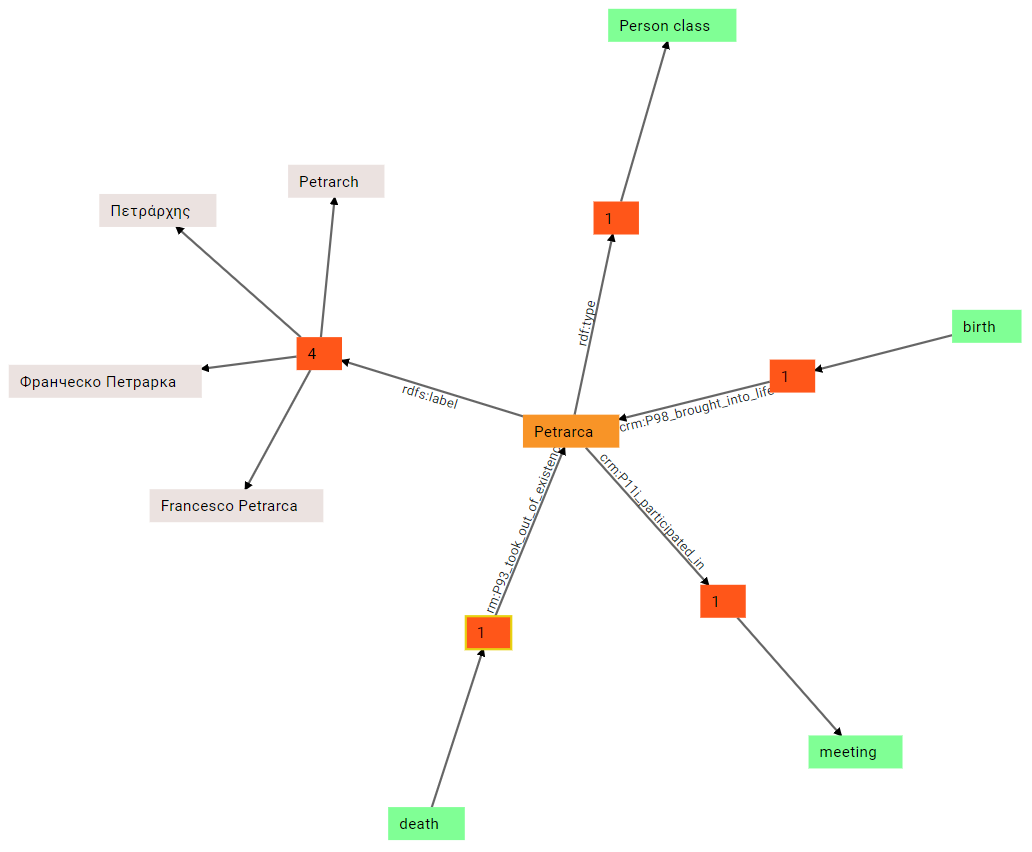 Person class
Petrarch
Πετράρχης
1
rdf:type
birth
4
1
Франческо Петрарка
rdfs:label
crm:P98_brought_into_life
Petrarca
rm:P93_took_out_of_existenc
crm:P11i_participated_in
Francesco Petrarca
1
1
meeting
death